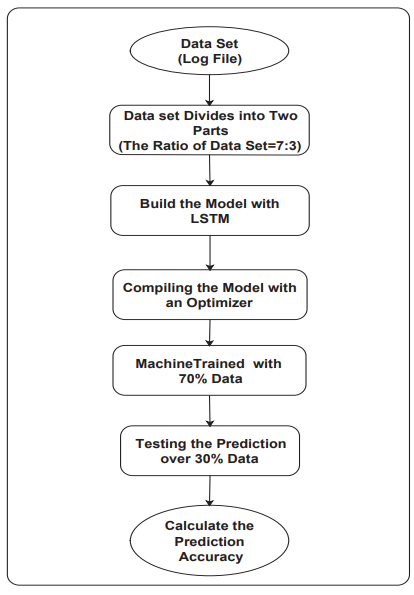 Data Set
(Log File)
Data set Divides into Two
Parts
(The Ratio of Data Set=7:3)
Build the Model with
LSTM
Compiling the Model with
an Optimizer
MachineTrained with
70% Data
Testing the Prediction
over 30% Data
Calculate the
Prediction
Accuracy